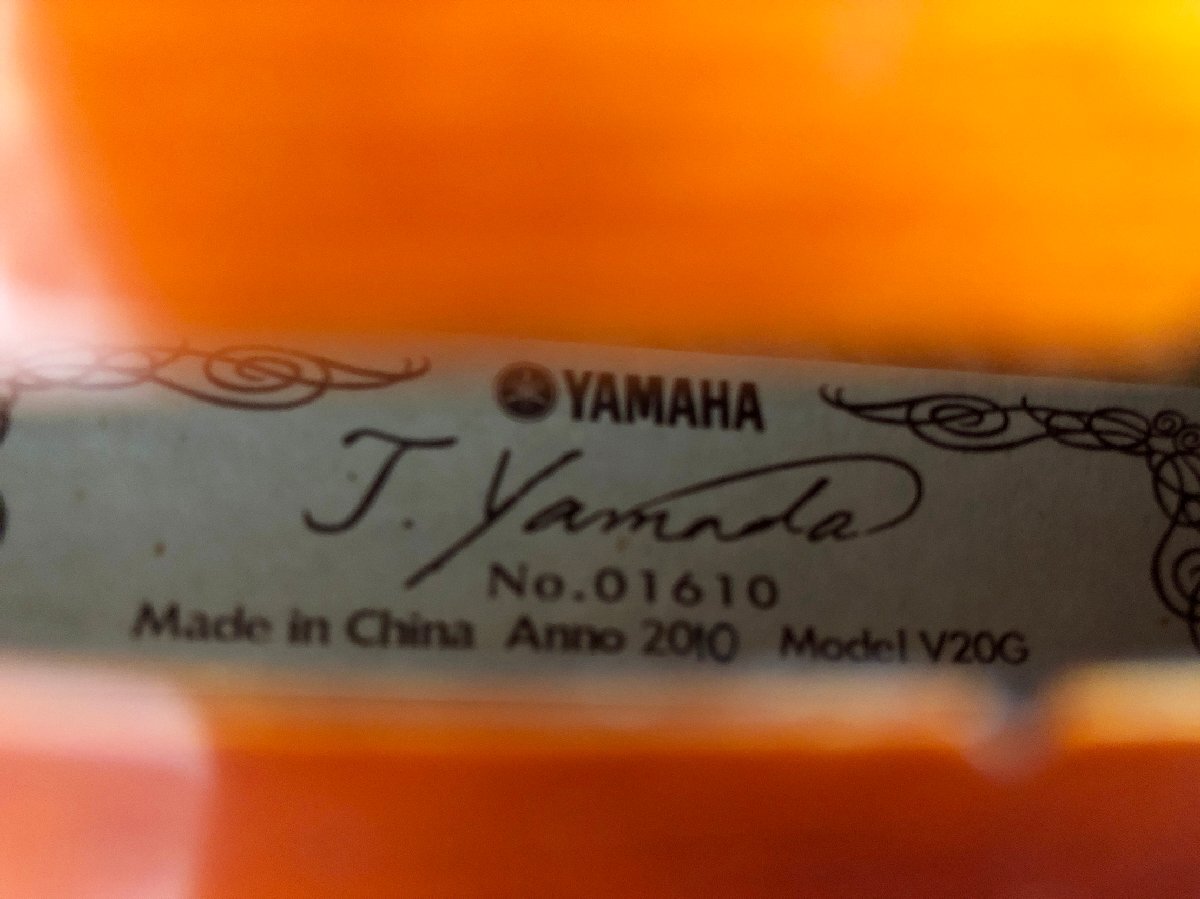 YAMAHA
J. Yamada
No.01610
Made in China Anno 2010 Model V20G